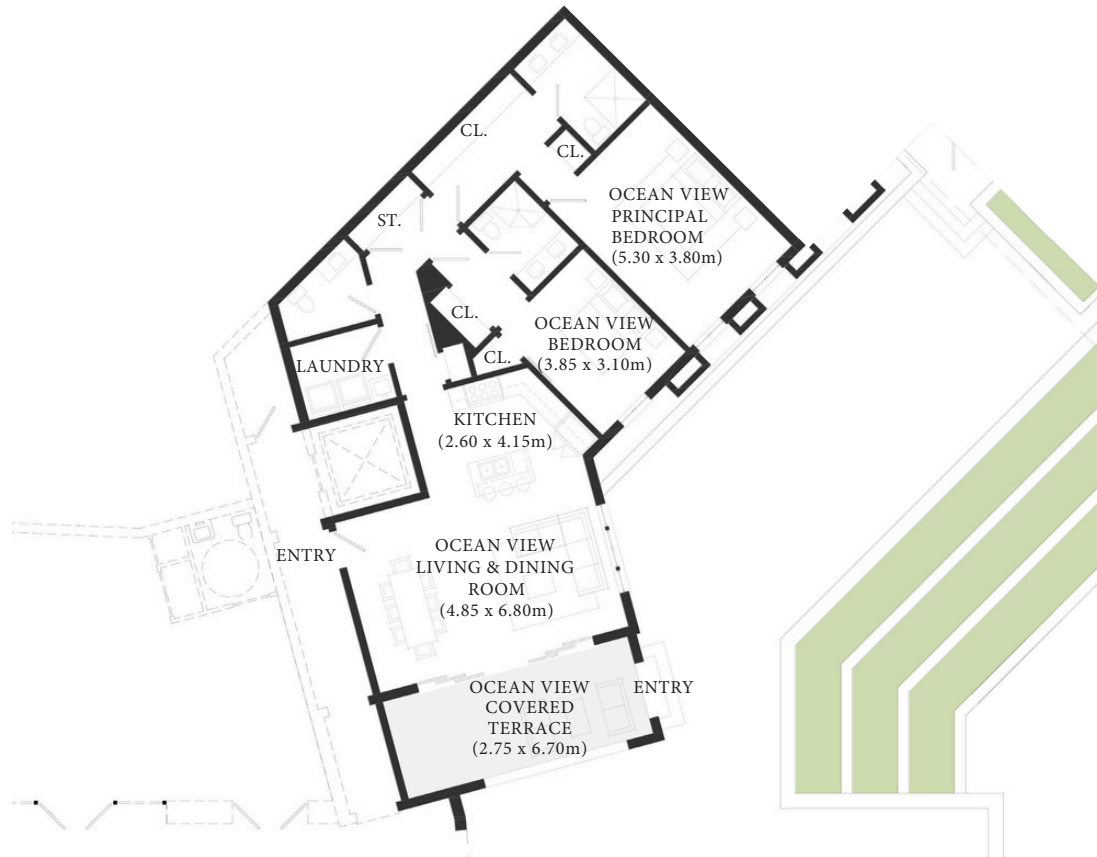 CL.
CL.
OCEAN VIEW
PRINCIPAL
BEDROOM
(5.30 x 3.80m)
ST.
CL.
OCEAN VIEW
BEDROOM
(3.85 x 3.10m)
CL.
LAUNDRY
KITCHEN
(2.60 x 4.15m)
ENTRY
OCEAN VIEW
LIVING & DINING
ROOM
(4.85 x 6.80m)
OCEAN VIEW
COVERED
TERRACE
(2.75 x 6.70m)
ENTRY